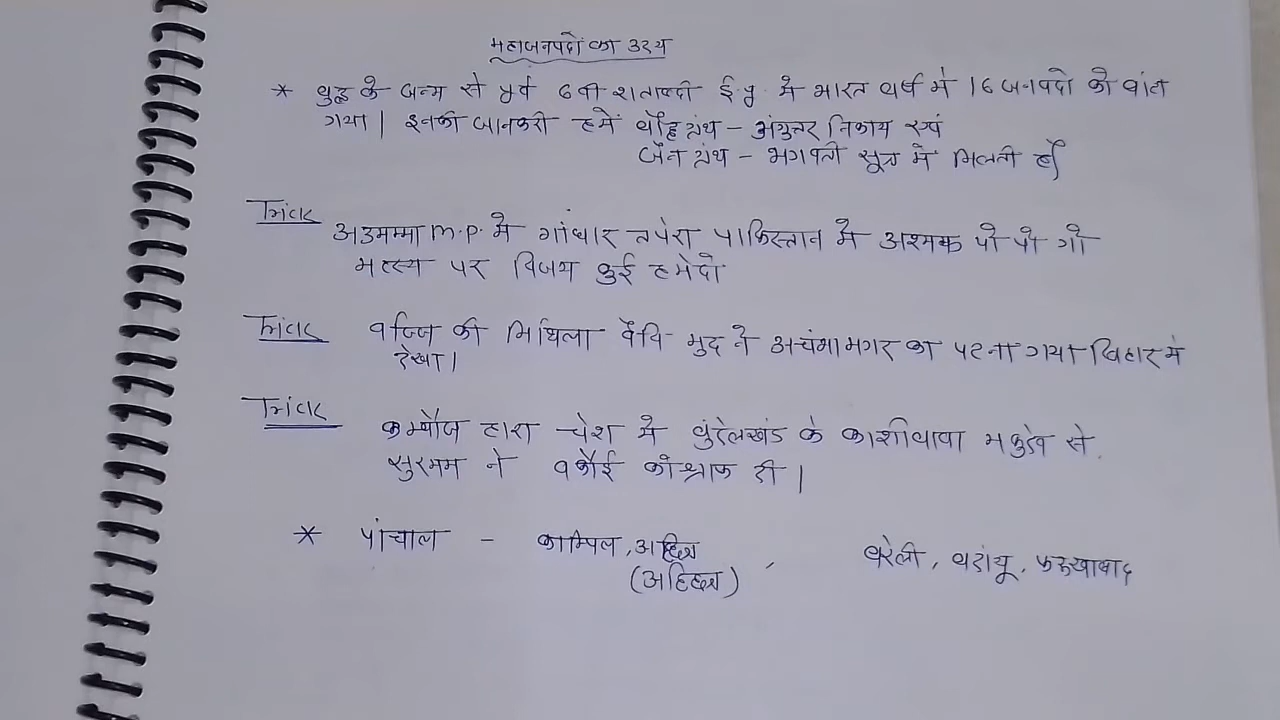 महाजनपदो का उदय
* बुद्ध के जन्म से पूर्व 6वी शताब्दी ई.पू. मे भारत वर्ष मे 16 जनपदो को बांटा
गया| इनकी जानकरी हमे बौद्ध ग्रंथ - अंगुत्तर निकाय एवं
जैन ग्रंथ - भगवती सूत्र मे मिलती है|
Trick अउमम्मा M.P. मे गांधार तपेरा पाकिस्तान मे अश्मक पो पो गो
मत्स्य पर विजय कुई हमेदो
Trick वज्जि की मिथिला वैवि मुद ने अचंमामगर का पटना गया बिहार मे
देखा|
Trick कम्बौज हारा चेश मे बुंदेलखंड के काशीवावा मकुडेव से
सुरमम ने वकौई कोश्राफ दी |
* पांचाल - काम्पिल, अहिछत्र , बरेली, बदांयू, फरुखाबाद
(अहिछत्र)